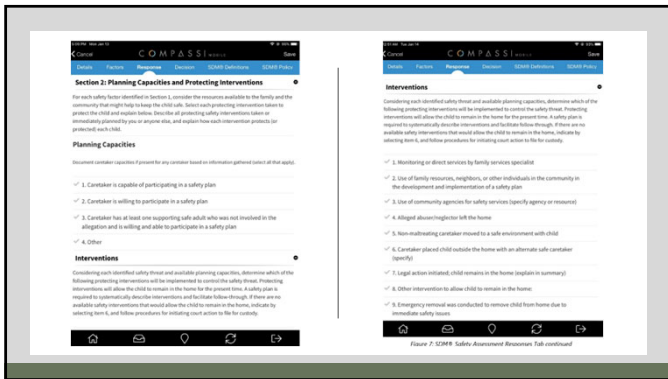 5:09 PM Mon Jan 13
63%
Cancel
COMPASS MOBILE
Save
Details Factors Response Decision SDM® Definitions SDM® Policy
Section 2: Planning Capacities and Protecting Interventions
For each safety factor identified in Section 1, consider the resources available to the family and the
community that might help to keep the child safe. Select each protecting intervention taken to
protect the child and explain below. Describe all protecting safety interventions taken or
immediately planned by you or anyone else, and explain how each intervention protects (or
protected) each child.
Planning Capacities
Document caretaker capacities if present for any caretaker based on information gathered (select all that apply).
1. Caretaker is capable of participating in a safety plan
2. Caretaker is willing to participate in a safety plan
3. Caretaker has at least one supporting safe adult who was not involved in the
allegation and is willing and able to participate in a safety plan
4. Other
Interventions
Considering each identified safety threat and available planning capacities, determine which of the
following protecting interventions will be implemented to control the safety threat. Protecting
interventions will allow the child to remain in the home for the present time. A safety plan is
required to systematically describe interventions and facilitate follow-through. If there are no
available safety interventions that would allow the child to remain in the home, indicate by
selecting item 6, and follow procedures for initiating court action to file for custody.
Tue Jan 14
Cancel
COMPASS MOBILE
Save
Details Factors Response Decision SDM® Definitions SDM® Policy
Interventions
Considering each identified safety threat and available planning capacities, determine which of the
following protecting interventions will be implemented to control the safety threat. Protecting
interventions will allow the child to remain in the home for the present time. A safety plan is
required to systematically describe interventions and facilitate follow-through. If there are no
available safety interventions that would allow the child to remain in the home, indicate by
selecting item 6, and follow procedures for initiating court action to file for custody.
1. Monitoring or direct services by family services specialist
2. Use of family resources, neighbors, or other individuals in the community in
the development and implementation of a safety plan
3. Use of community agencies for safety services (specify agency or resource)
4. Alleged abuser/neglector left the home
5. Non-maltreating caretaker moved to a safe environment with child
6. Caretaker placed child outside the home with an alternate safe caretaker
(specify)
7. Legal action initiated; child remains in the home (explain in summary)
8. Other intervention to allow child to remain in the home:
9. Emergency removal was conducted to remove child from home due to
immediate safety issues
Figure 7: SDM® Safety Assessment Responses Tab continued